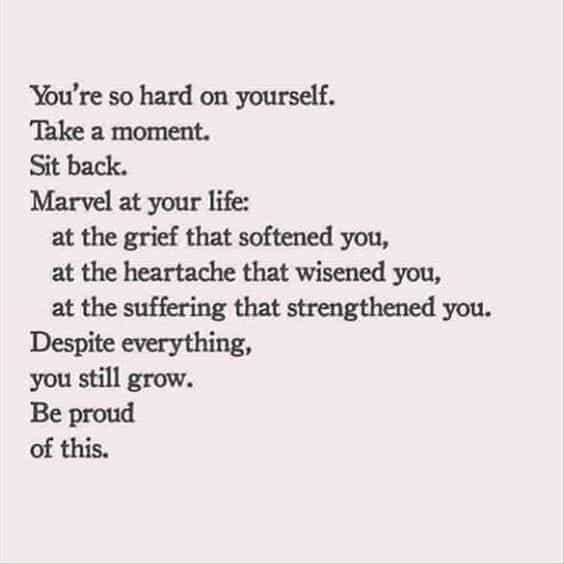 You're so hard on yourself.
Take a moment.
Sit back.
Marvel at your life:
at the grief that softened you,
at the heartache that wisened you,
at the suffering that strengthened you.
Despite everything,
you still grow.
Be proud
of this.